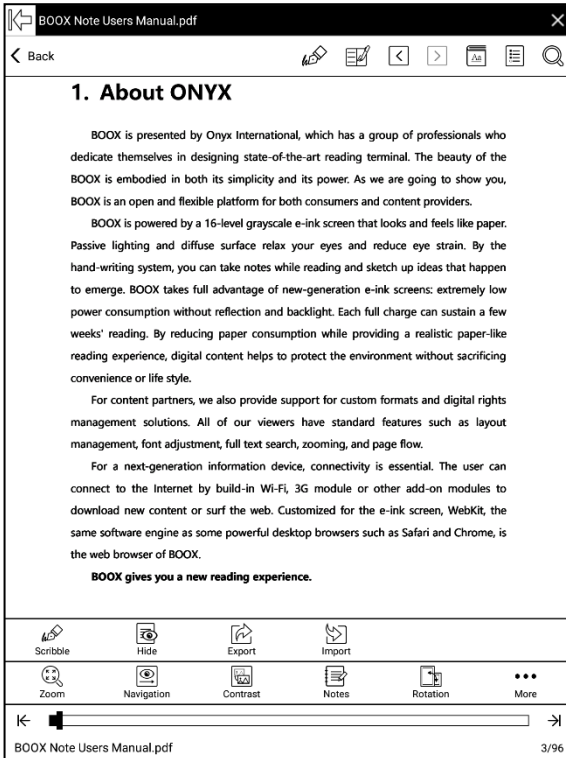 BOOX Note Users Manual.pdf
Back
Aa
1. About ONYX
BOOX is presented by Onyx International, which has a group of professionals who
dedicate themselves in designing state-of-the-art reading terminal. The beauty of the
BOOX is embodied in both its simplicity and its power. As we are going to show you,
BOOX is an open and flexible platform for both consumers and content providers.
BOOX is powered by a 16-level grayscale e-ink screen that looks and feels like paper.
Passive lighting and diffuse surface relax your eyes and reduce eye strain. By the
hand-writing system, you can take notes while reading and sketch up ideas that happen
to emerge. BOOX takes full advantage of new-generation e-ink screens: extremely low
power consumption without reflection and backlight. Each full charge can sustain a few
weeks' reading. By reducing paper consumption while providing a realistic paper-like
reading experience, digital content helps to protect the environment without sacrificing
convenience or life style.
For content partners, we also provide support for custom formats and digital rights
management solutions. All of our viewers have standard features such as layout
management, font adjustment, full text search, zooming, and page flow.
For a next-generation information device, connectivity is essential. The user can
connect to the Internet by build-in Wi-Fi, 3G module or other add-on modules to
download new content or surf the web. Customized for the e-ink screen, WebKit, the
same software engine as some powerful desktop browsers such as Safari and Chrome, is
the web browser of BOOX.
BOOX gives you a new reading experience.
Scribble Hide Export Import
Zoom Navigation Contrast Notes Rotation More
BOOX Note Users Manual.pdf 3/96